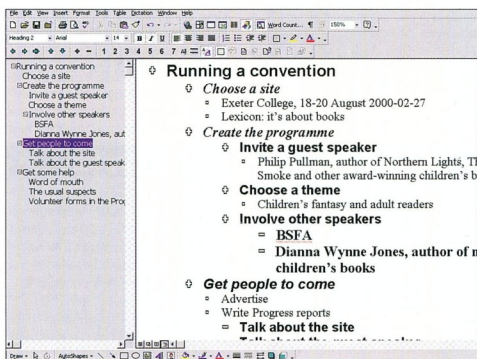 File Edit View Insert Format Tools Table Dictation Window Help
Word Count... ¶ 150%
Heading 2 Arial 14 B I U
1 2 3 4 5 6 7 All
Running a convention
Choose a site
Create the programme
Invite a guest speaker
Choose a theme
Involve other speakers
BSFA
Dianna Wynne Jones, aut
Get people to come
Talk about the site
Talk about the guest speak
Get some help
Word of mouth
The usual suspects
Volunteer forms in the Prog
Running a convention
Choose a site
Exeter College, 18-20 August 2000-02-27
Lexicon: it's about books
Create the programme
Invite a guest speaker
Philip Pullman, author of Northern Lights, Th
Smoke and other award-winning children's b
Choose a theme
Children's fantasy and adult readers
Involve other speakers
BSFA
Dianna Wynne Jones, author of m
children's books
Get people to come
Advertise
Write Progress reports
Talk about the site
Talk about the guest speaker
Draw AutoShapes